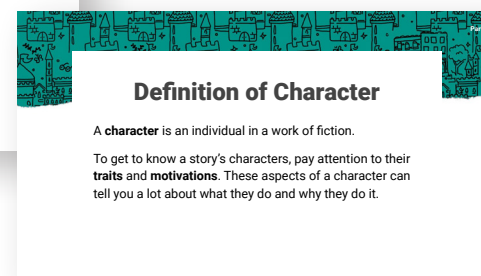 Par
Definition of Character
A character is an individual in a work of fiction.
To get to know a story's characters, pay attention to their
traits and motivations. These aspects of a character can
tell you a lot about what they do and why they do it.